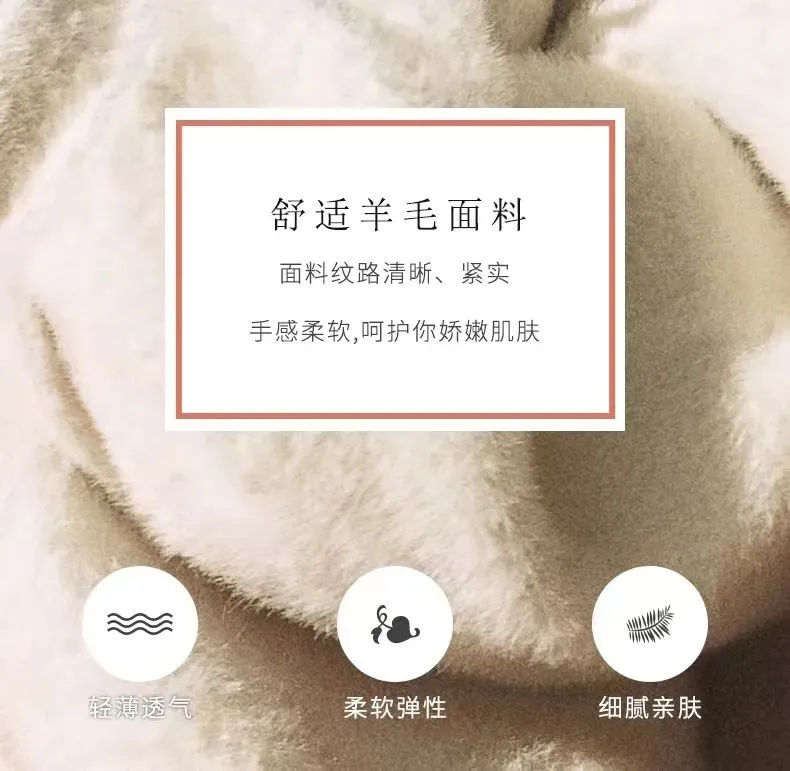 舒适羊毛面料
面料纹路清晰、紧实
手感柔软,呵护你娇嫩肌肤
轻薄透气
柔软弹性
细腻亲肤